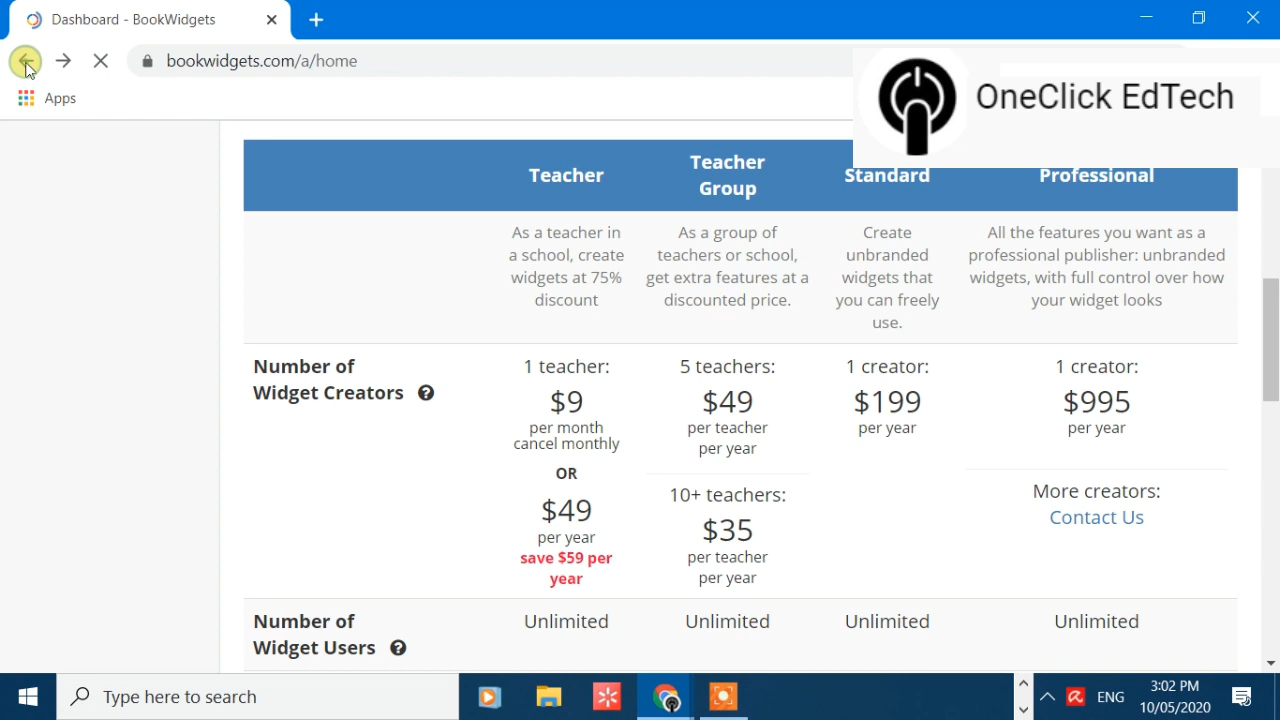 Dashboard - BookWidgets
bookwidgets.com/a/home
Apps
OneClick EdTech
Teacher
Teacher
Group
Standard
Professional
As a teacher in
a school, create
widgets at 75%
discount
As a group of
teachers or school,
get extra features at a
discounted price.
Create
unbranded
widgets that
you can freely
use.
All the features you want as a
professional publisher: unbranded
widgets, with full control over how
your widget looks
Number of
Widget Creators ?
1 teacher:
$9
per month
cancel monthly
OR
$49
per year
save $59 per
year
5 teachers:
$49
per teacher
per year
10+ teachers:
$35
per teacher
per year
1 creator:
$199
per year
1 creator:
$995
per year
More creators:
Contact Us
Number of
Widget Users ?
Unlimited
Unlimited
Unlimited
Unlimited
Type here to search
ENG
3:02 PM
10/05/2020